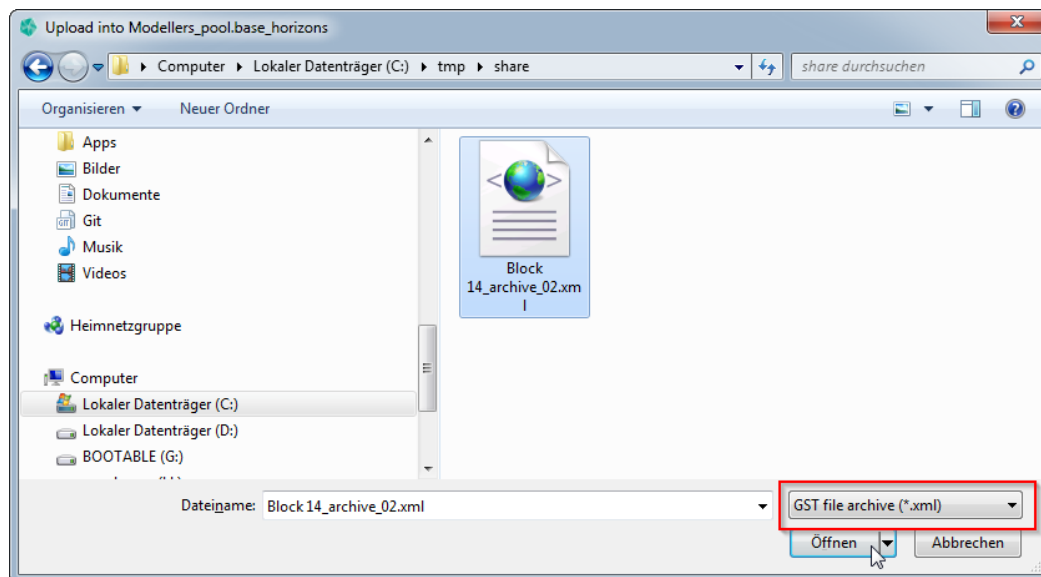 Upload into Modellers_pool.base_horizons
Computer Lokaler Datenträger (C:) tmp share
share durchsuchen
Organisieren Neuer Ordner
Apps
Bilder
Dokumente
GIT
Git
Musik
Videos
Heimnetzgruppe
Computer
Lokaler Datenträger (C:)
Lokaler Datenträger (D:)
BOOTABLE (G:)
Block
14_archive_02.xm
l
Dateiname: Block 14_archive_02.xml
GST file archive (*.xml)
Öffnen Abbrechen